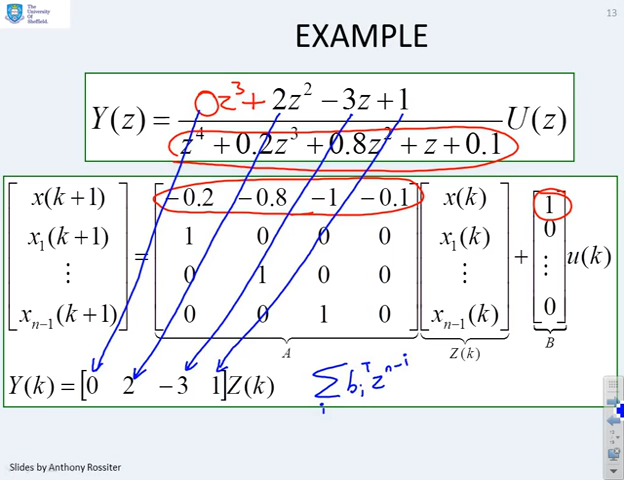 The
University
Of
Sheffield.
13
EXAMPLE
Y(z) = (0z³ + 2z² − 3z + 1) / (z⁴ + 0.2z³ + 0.8z² + z + 0.1) U(z)
[x(k+1)] = [−0.2 −0.8 −1 −0.1] [x(k)] + [1] u(k)
[x₁(k+1)] [1 0 0 0] [x₁(k)] [0]
[⋮] [0 1 0 0] [⋮] [⋮]
[xₙ₋₁(k+1)] [0 0 1 0] [xₙ₋₁(k)] [0]
A Z(k) B
Y(k) = [0 2 −3 1]Z(k) ∑ᵢ bᵢᵀ zⁿ⁻ⁱ
Slides by Anthony Rossiter